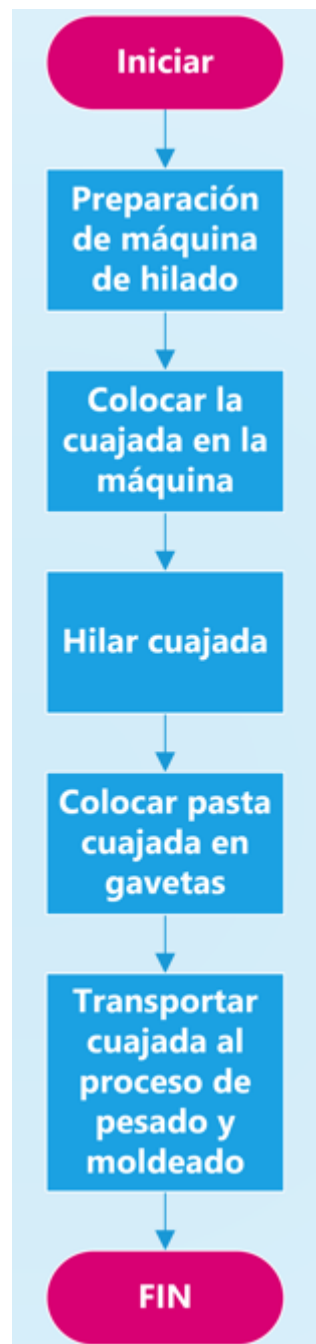 Iniciar
Preparación
de máquina
de hilado
Colocar la
cuajada en la
máquina
Hilar cuajada
Colocar pasta
cuajada en
gavetas
Transportar
cuajada al
proceso de
pesado y
moldeado
FIN